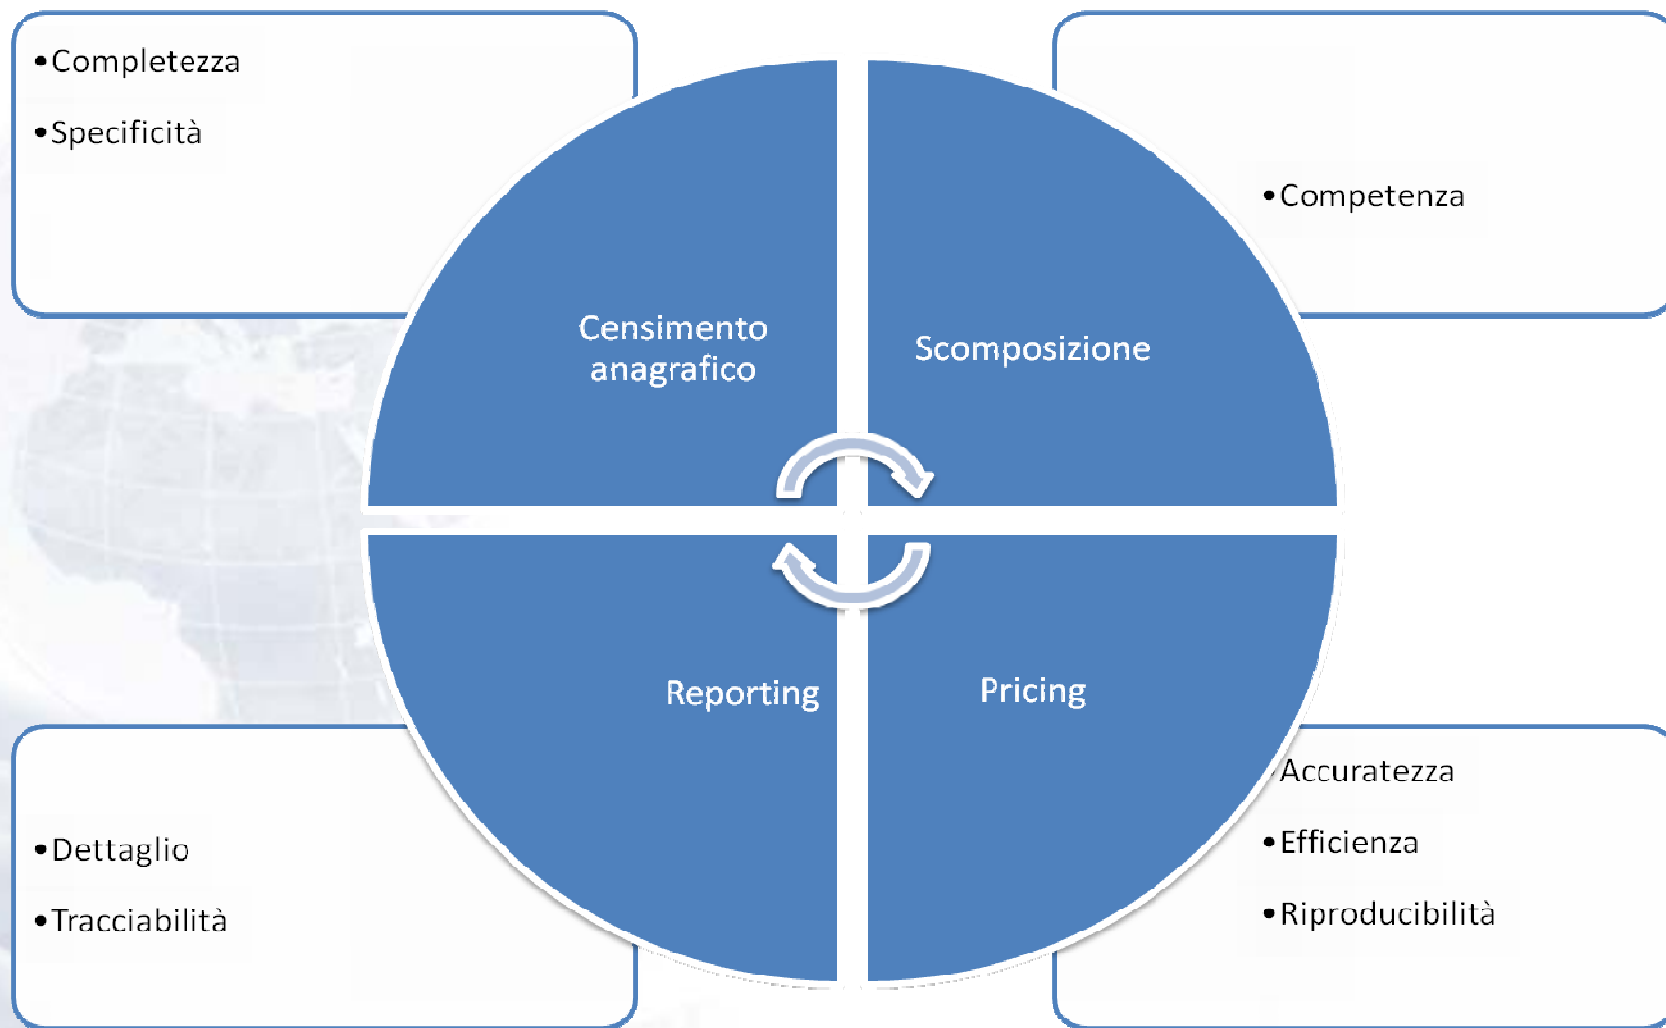 •Completezza
•Specificità
•Competenza
Censimento
anagrafico
Scomposizione
Reporting
Pricing
•Dettaglio
•Tracciabilità
Accuratezza
•Efficienza
•Riproducibilità